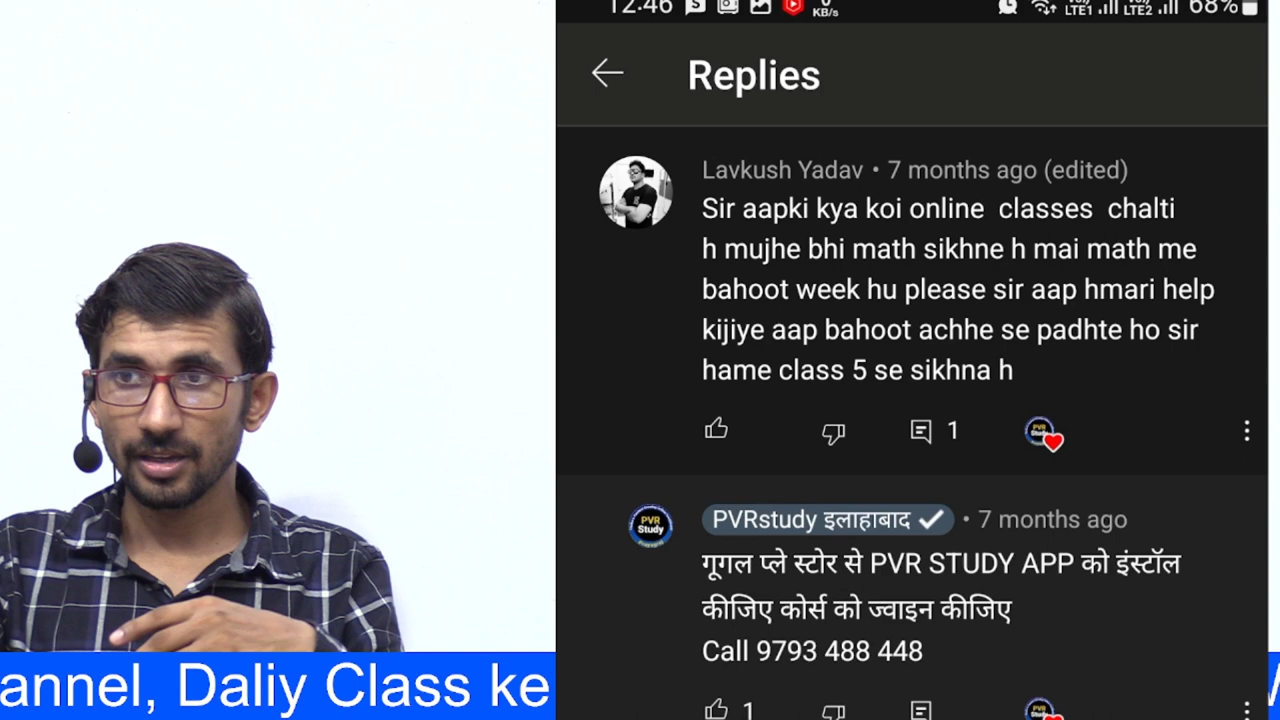 12.46 KB/s LTE1 LTE2 68%
Replies
Lavkush Yadav • 7 months ago (edited)
Sir aapki kya koi online classes chalti
h mujhe bhi math sikhne h mai math me
bahoot week hu please sir aap hmari help
kijiye aap bahoot achhe se padhte ho sir
hame class 5 se sikhna h
1
PVR Study
PVRstudy इलाहाबाद • 7 months ago
गूगल प्ले स्टोर से PVR STUDY APP को इंस्टॉल
कीजिए कोर्स को ज्वाइन कीजिए
Call 9793 488 448
1
annel, Daliy Class ke